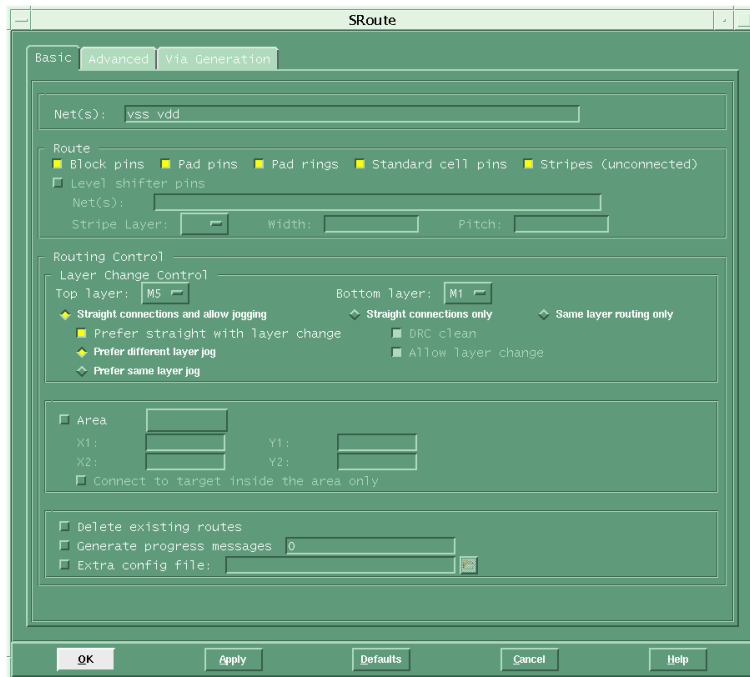 SRoute
Basic Advanced Via Generation
Net(s): vss vdd
Route
Block pins Pad pins Pad rings Standard cell pins Stripes (unconnected)
Level shifter pins
Net(s):
Stripe Layer: Width: Pitch:
Routing Control
Layer Change Control
Top layer: M5 Bottom layer: M1
Straight connections and allow jogging Straight connections only Same layer routing only
Prefer straight with layer change DRC clean
Prefer different layer jog Allow layer change
Prefer same layer jog
Area
X1: Y1:
X2: Y2:
Connect to target inside the area only
Delete existing routes
Generate progress messages 0
Extra config file:
OK Apply Defaults Cancel Help